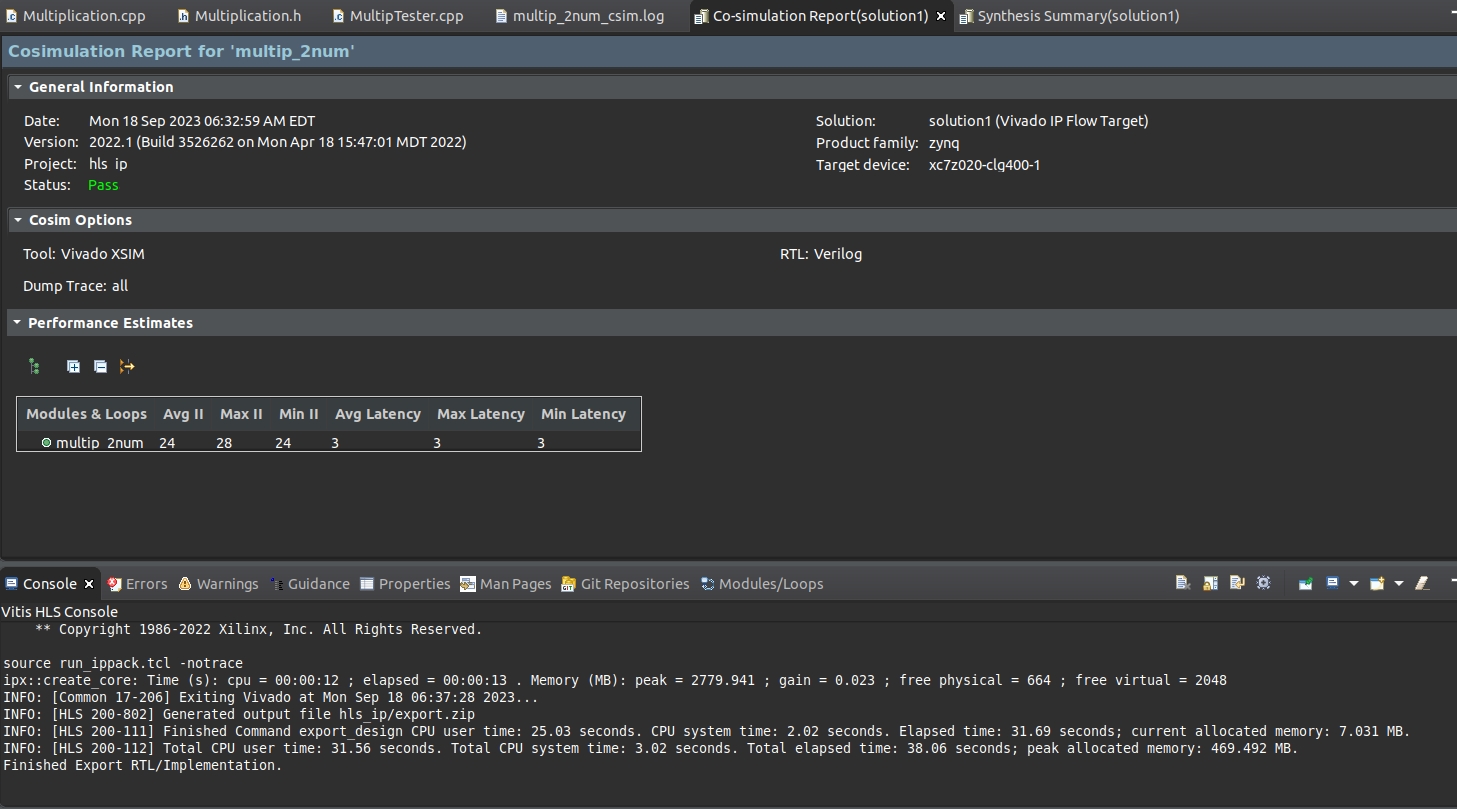 Multiplication.cpp Multiplication.h MultipTester.cpp multip_2num_csim.log Co-simulation Report(solution1) Synthesis Summary(solution1)
Cosimulation Report for 'multip_2num'
General Information
Date: Mon 18 Sep 2023 06:32:59 AM EDT Solution: solution1 (Vivado IP Flow Target)
Version: 2022.1 (Build 3526262 on Mon Apr 18 15:47:01 MDT 2022) Product family: zynq
Project: hls_ip Target device: xc7z020-clg400-1
Status: Pass
Cosim Options
Tool: Vivado XSIM RTL: Verilog
Dump Trace: all
Performance Estimates
Modules & Loops Avg II Max II Min II Avg Latency Max Latency Min Latency
multip_2num 24 28 24 3 3 3
Console Errors Warnings Guidance Properties Man Pages Git Repositories Modules/Loops
Vitis HLS Console
** Copyright 1986-2022 Xilinx, Inc. All Rights Reserved.
source run_ippack.tcl -notrace
ipx::create_core: Time (s): cpu = 00:00:12 ; elapsed = 00:00:13 . Memory (MB): peak = 2779.941 ; gain = 0.023 ; free physical = 664 ; free virtual = 2048
INFO: [Common 17-206] Exiting Vivado at Mon Sep 18 06:37:28 2023...
INFO: [HLS 200-802] Generated output file hls_ip/export.zip
INFO: [HLS 200-111] Finished Command export_design CPU user time: 25.03 seconds. CPU system time: 2.02 seconds. Elapsed time: 31.69 seconds; current allocated memory: 7.031 MB.
INFO: [HLS 200-112] Total CPU user time: 31.56 seconds. Total CPU system time: 3.02 seconds. Total elapsed time: 38.06 seconds; peak allocated memory: 469.492 MB.
Finished Export RTL/Implementation.